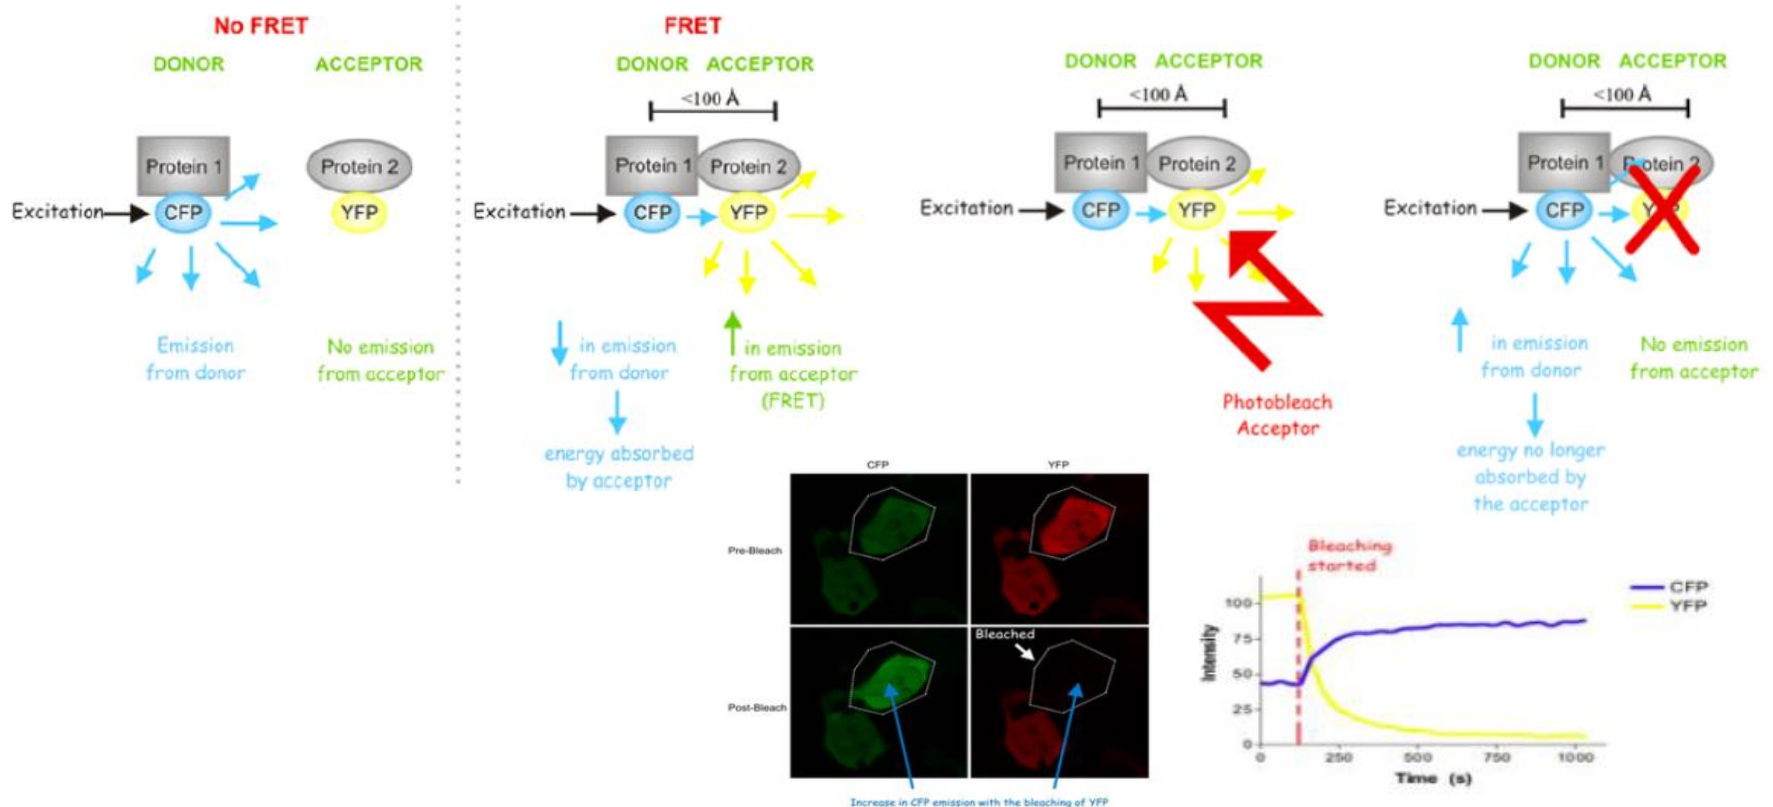 No FRET
DONOR
ACCEPTOR
Protein 1
Protein 2
Excitation
CFP
YFP
Emission
from donor
No emission
from acceptor
FRET
DONOR
ACCEPTOR
<100 Å
Protein 1
Protein 2
Excitation
CFP
YFP
in emission
from donor
energy absorbed
by acceptor
in emission
from acceptor
(FRET)
DONOR
ACCEPTOR
<100 Å
Protein 1
Protein 2
Excitation
CFP
YFP
Photobleach
Acceptor
DONOR
ACCEPTOR
<100 Å
Protein 1
Protein 2
Excitation
CFP
in emission
from donor
energy no longer
absorbed by
the acceptor
No emission
from acceptor
CFP
YFP
Pre-Bleach
Post-Bleach
Bleached
Increase in CFP emission with the bleaching of YFP
Bleaching
started
CFP
YFP
Intensity
100
75
50
25
0
0
250
500
750
1000
Time (s)